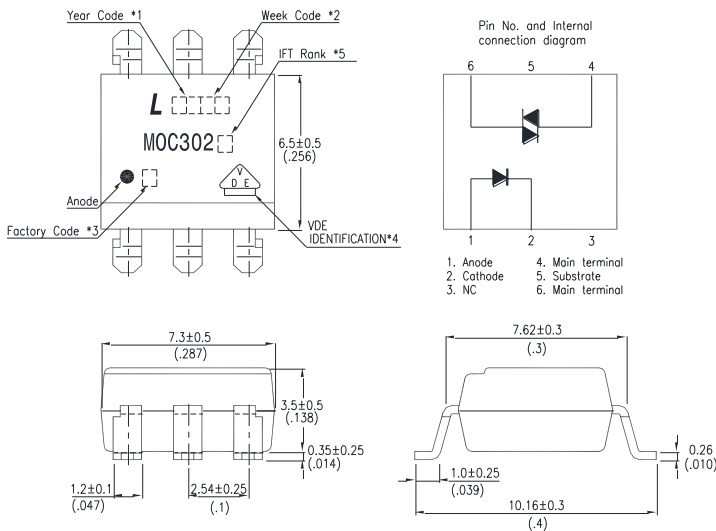 Year Code *1
Week Code *2
IFT Rank *5
L
MOC302
V
D E
Anode
Factory Code *3
6.5±0.5
(.256)
VDE
IDENTIFICATION*4
Pin No. and Internal
connection diagram
6 5 4
1 2 3
1. Anode 4. Main terminal
2. Cathode 5. Substrate
3. NC 6. Main terminal
7.3±0.5
(.287)
3.5±0.5
(.138)
0.35±0.25
(.014)
1.2±0.1
(.047)
2.54±0.25
(.1)
7.62±0.3
(.3)
0.26
(.010)
1.0±0.25
(.039)
10.16±0.3
(.4)